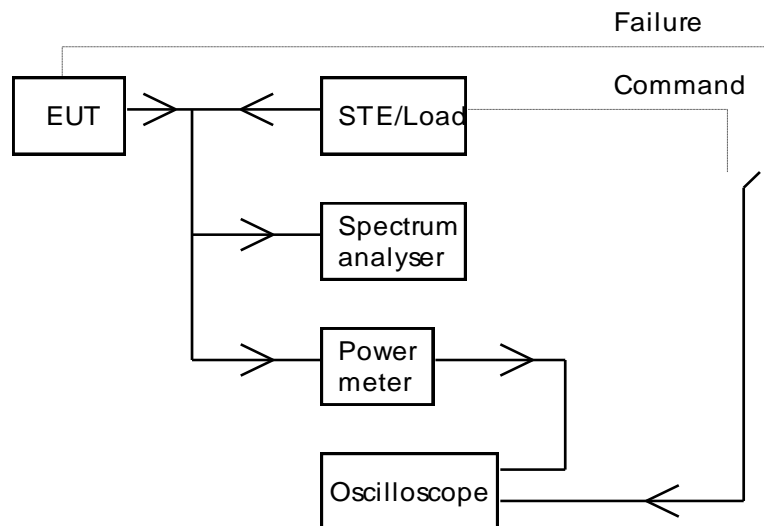 Failure
EUT
STE/Load
Command
Spectrum
analyser
Power
meter
Oscilloscope